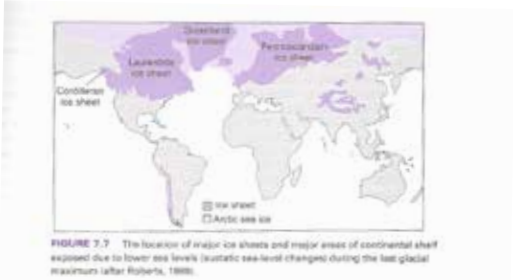 Greenland
ice sheet
Laurentide
ice sheet
Fennoscandian
ice sheet
Cordilleran
ice sheet
Ice sheet
Arctic sea ice
FIGURE 7.7 The location of major ice sheets and major areas of continental shelf
exposed due to lower sea levels (eustatic sea-level changes) during the last glacial
maximum (after Roberts,